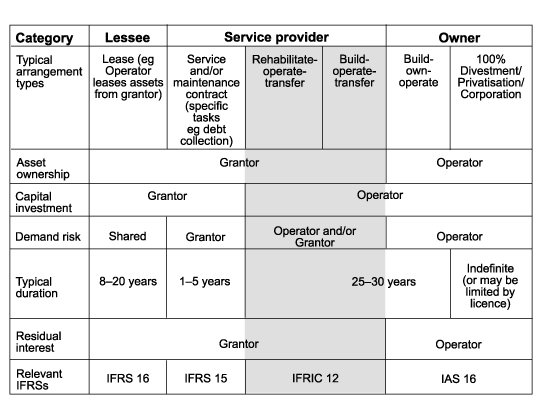 Category Lessee Service provider Owner
Typical arrangement types
Lease (eg Operator leases assets from grantor)
Service and/or maintenance contract (specific tasks eg debt collection)
Rehabilitate-operate-transfer
Build-operate-transfer
Build-own-operate
100% Divestment/ Privatisation/ Corporation
Asset ownership
Grantor
Operator
Capital investment
Grantor
Operator
Demand risk
Shared
Grantor
Operator and/or Grantor
Operator
Typical duration
8–20 years
1–5 years
25–30 years
Indefinite (or may be limited by licence)
Residual interest
Grantor
Operator
Relevant IFRSs
IFRS 16
IFRS 15
IFRIC 12
IAS 16